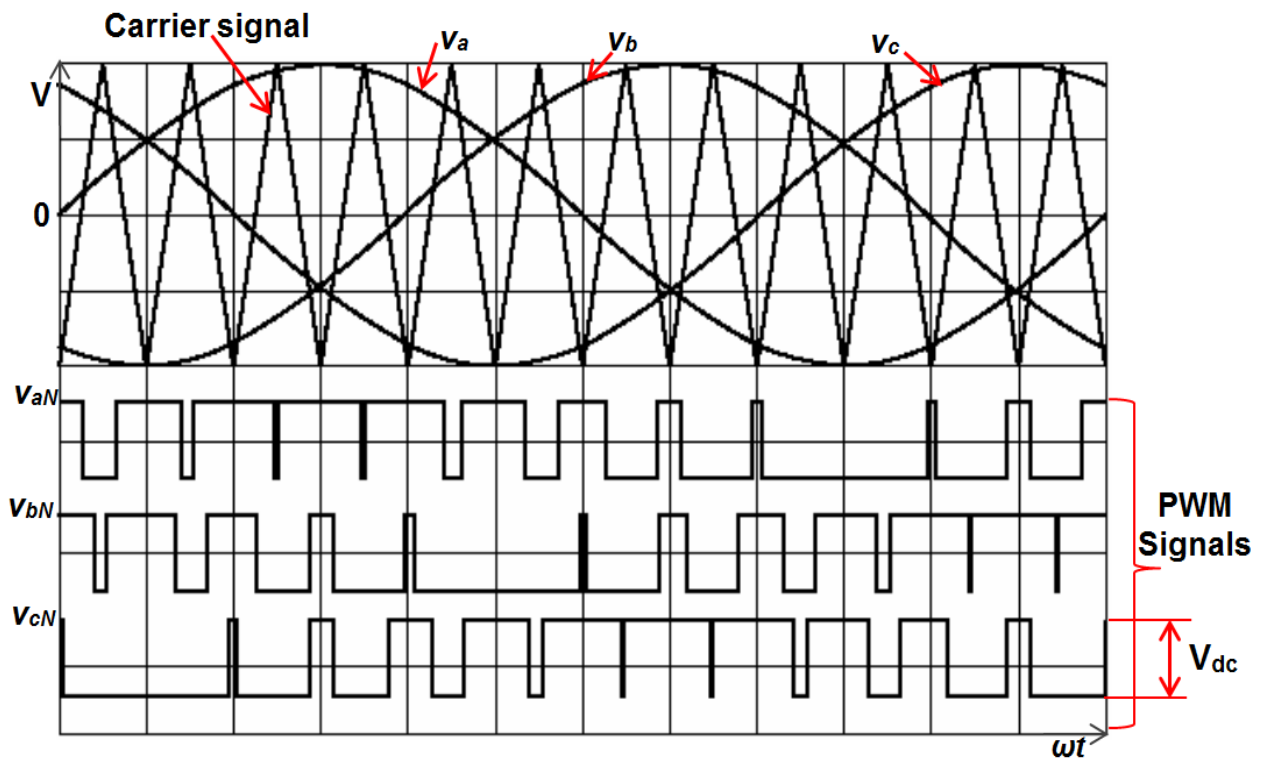 Carrier signal
va
vb
vc
V
0
vaN
vbN
vcN
PWM
Signals
Vdc
ωt